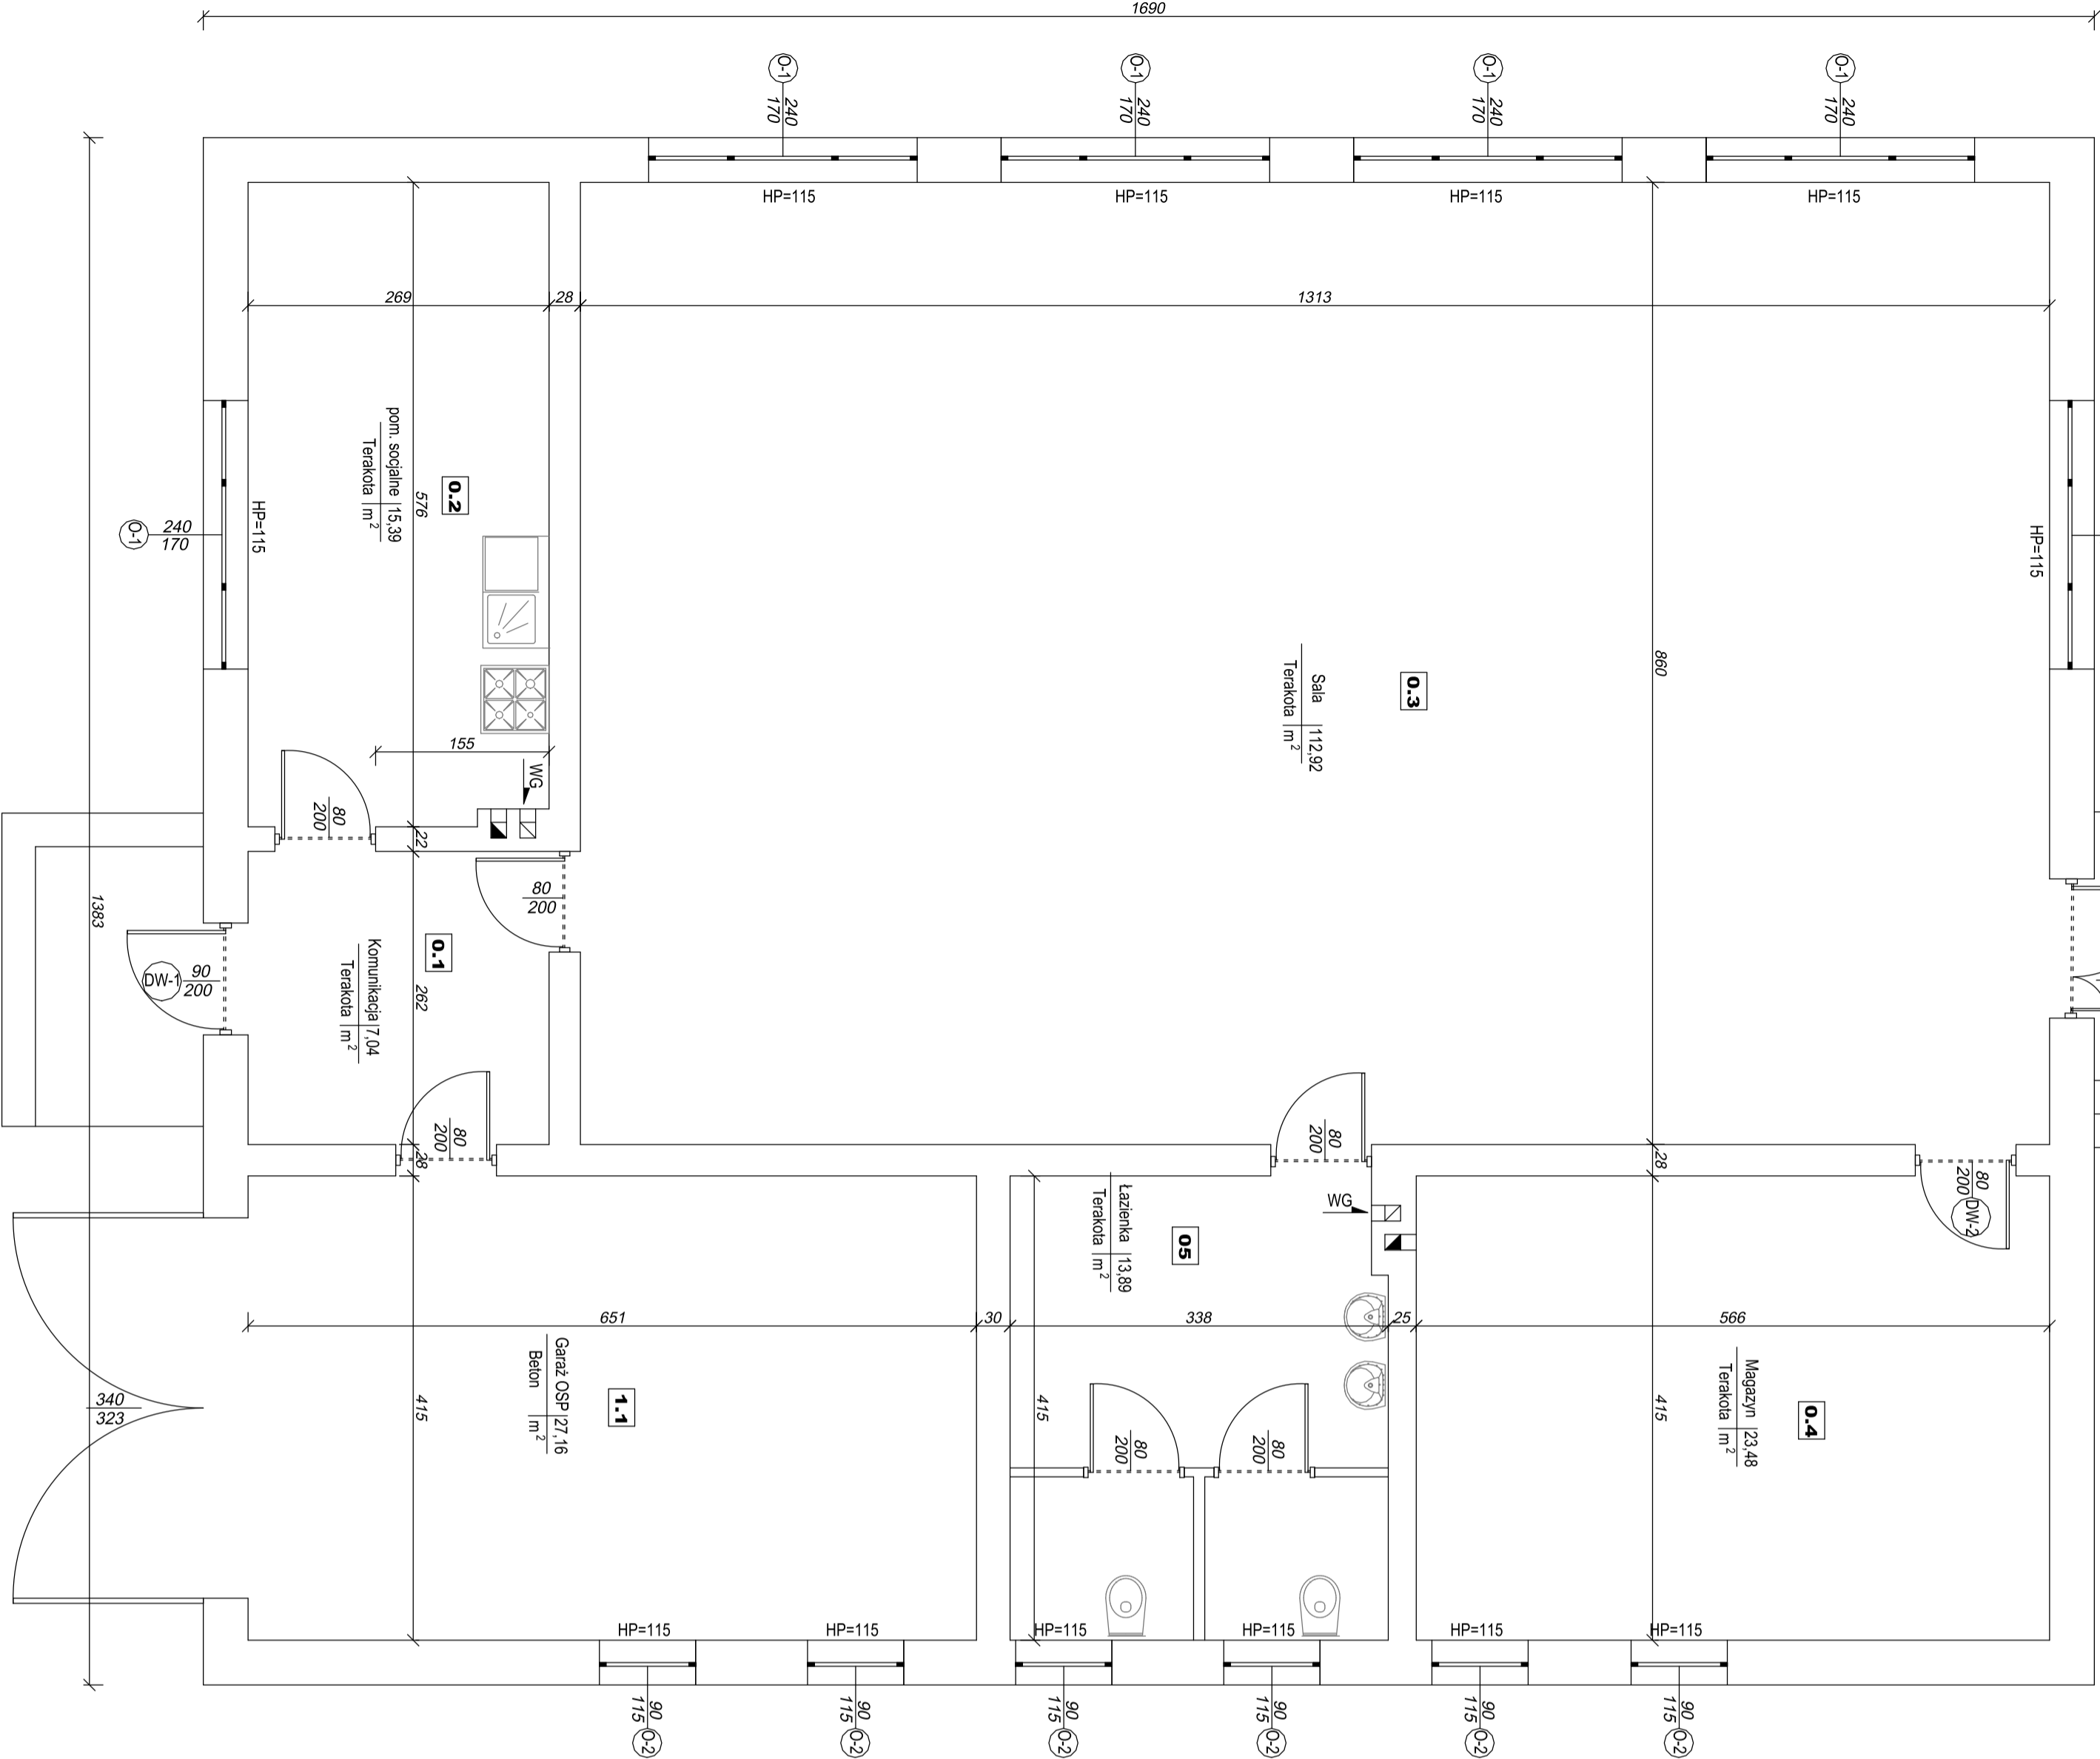 1690
O-1 240 170
O-1 240 170
O-1 240 170
O-1 240 170
HP=115
HP=115
HP=115
HP=115
269
28
1313
0.2
pom. socjalne 15,39
Terakota m²
576
HP=115
O-1 240 170
155
WG
80 200
22
0.3
Sala 112,92
Terakota m²
860
HP=115
1383
80 200
0.1
Komunikacja 7,04
Terakota m²
262
DW-1 90 200
80 200
28
80 200
28
80 200 DW-2
WG
05
Łazienka 13,89
Terakota m²
651
30
338
25
566
1.1
Garaż OSP 27,16
Beton m²
415
415
415
0.4
Magazyn 23,48
Terakota m²
340 323
80 200
80 200
HP=115
HP=115
HP=115
HP=115
HP=115
HP=115
90 115 O-2
90 115 O-2
90 115 O-2
90 115 O-2
90 115 O-2
90 115 O-2